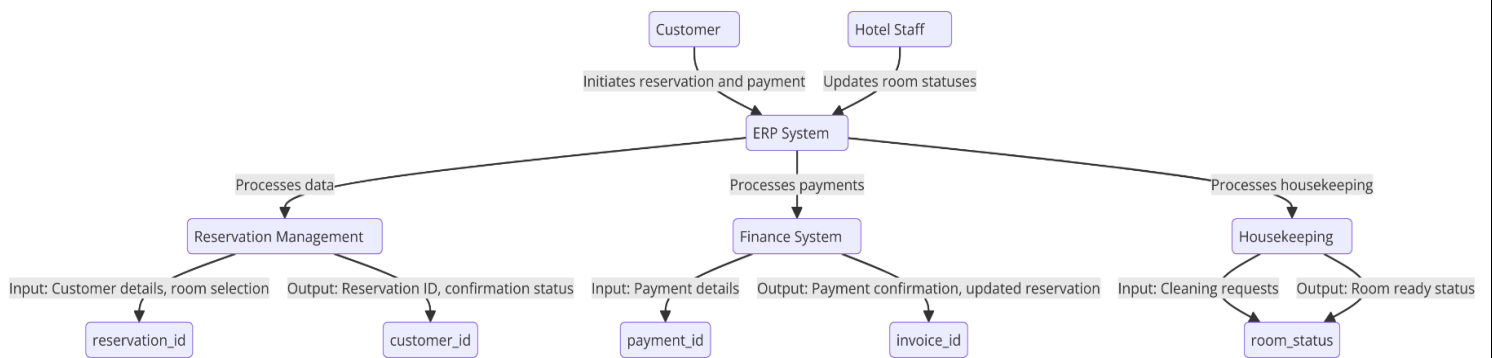 Customer
Hotel Staff
Initiates reservation and payment
Updates room statuses
ERP System
Processes data
Processes payments
Processes housekeeping
Reservation Management
Finance System
Housekeeping
Input: Customer details, room selection
Output: Reservation ID, confirmation status
Input: Payment details
Output: Payment confirmation, updated reservation
Input: Cleaning requests
Output: Room ready status
reservation_id
customer_id
payment_id
invoice_id
room_status